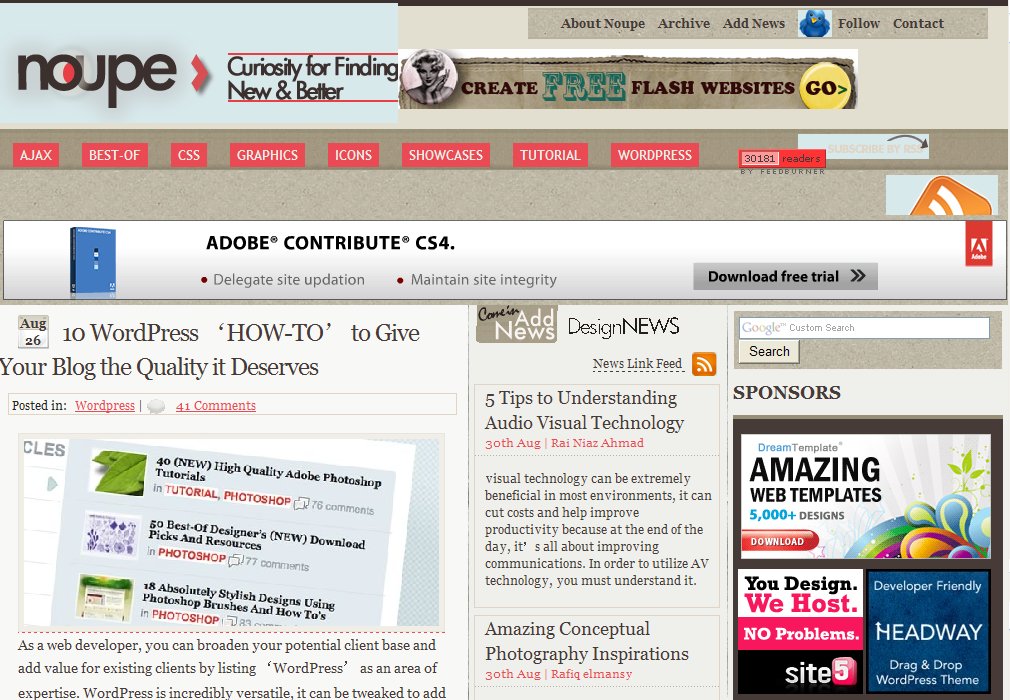 About Noupe Archive Add News Follow Contact
noupe
Curiosity for Finding
New & Better
CREATE FREE FLASH WEBSITES GO>
AJAX BEST-OF CSS GRAPHICS ICONS SHOWCASES TUTORIAL WORDPRESS
30181 readers
BY FEEDBURNER
SUBSCRIBE BY RSS
ADOBE® CONTRIBUTE® CS4.
• Delegate site updation • Maintain site integrity
Download free trial >>
Adobe
Aug
26
10 WordPress ‘HOW-TO’ to Give
Your Blog the Quality it Deserves
Posted in: Wordpress | 41 Comments
CLES
40 (NEW) High Quality Adobe Photoshop
Tutorials
in TUTORIAL, PHOTOSHOP 76 comments
50 Best-Of Designer's (NEW) Download
Picks And Resources
in PHOTOSHOP 77 comments
18 Absolutely Stylish Designs Using
Photoshop Brushes And How To's
in PHOTOSHOP 83 comments
As a web developer, you can broaden your potential client base and
add value for existing clients by listing ‘WordPress’ as an area of
expertise. WordPress is incredibly versatile, it can be tweaked to add
Come in Add
News
DesignNEWS
News Link Feed
5 Tips to Understanding
Audio Visual Technology
30th Aug | Rai Niaz Ahmad
visual technology can be extremely
beneficial in most environments, it can
cut costs and help improve
productivity because at the end of the
day, it’s all about improving
communications. In order to utilize AV
technology, you must understand it.
Amazing Conceptual
Photography Inspirations
30th Aug | Rafiq elmansy
Google™ Custom Search
Search
SPONSORS
DreamTemplate®
AMAZING
WEB TEMPLATES
5,000+ DESIGNS
DOWNLOAD
You Design.
We Host.
NO Problems.
site5
Developer Friendly
HEADWAY
Drag & Drop
WordPress Theme